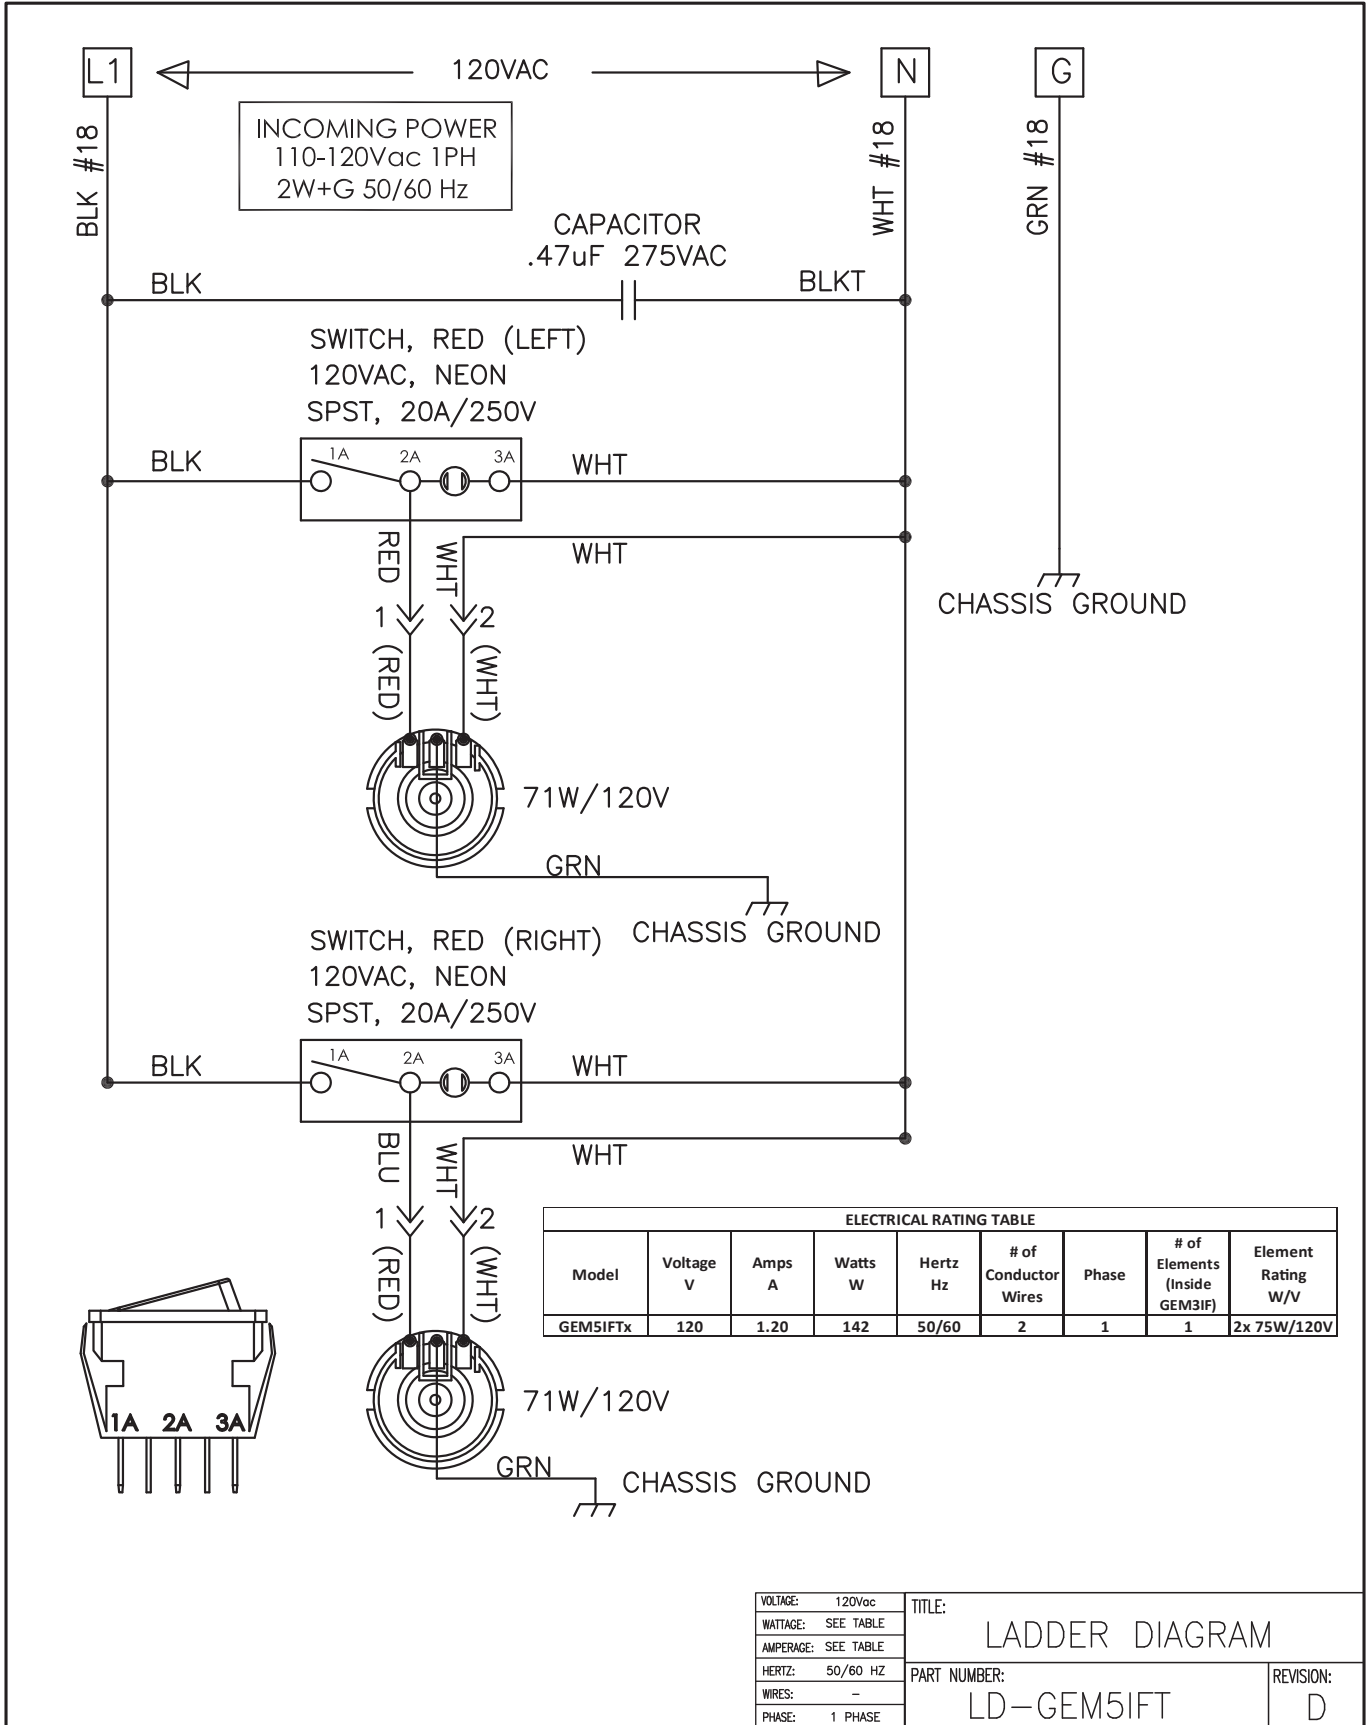 L1
120VAC
N
G
BLK #18
INCOMING POWER
110-120Vac 1PH
2W+G 50/60 Hz
WHT #18
GRN #18
CAPACITOR
.47uF 275VAC
BLK
BLKT
SWITCH, RED (LEFT)
120VAC, NEON
SPST, 20A/250V
BLK
1A
2A
3A
WHT
RED
WHT
WHT
CHASSIS GROUND
1
2
(RED)
(WHT)
71W/120V
GRN
CHASSIS GROUND
SWITCH, RED (RIGHT)
120VAC, NEON
SPST, 20A/250V
BLK
1A
2A
3A
WHT
BLU
WHT
WHT
1
2
(RED)
(WHT)
71W/120V
GRN
CHASSIS GROUND
ELECTRICAL RATING TABLE
Model
Voltage
V
Amps
A
Watts
W
Hertz
Hz
# of
Conductor
Wires
Phase
# of
Elements
(Inside
GEM3IF)
Element
Rating
W/V
GEM5IFTx 120 1.20 142 50/60 2 1 1 2x 75W/120V
1A 2A 3A
VOLTAGE: 120Vac
WATTAGE: SEE TABLE
AMPERAGE: SEE TABLE
HERTZ: 50/60 HZ
WIRES: –
PHASE: 1 PHASE
TITLE:
LADDER DIAGRAM
PART NUMBER:
LD-GEM5IFT
REVISION:
D